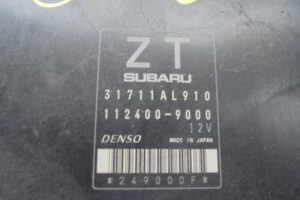 ZT
SUBARU
31711AL910
112400-9000
12V
DENSO MADE IN JAPAN
*249000F*